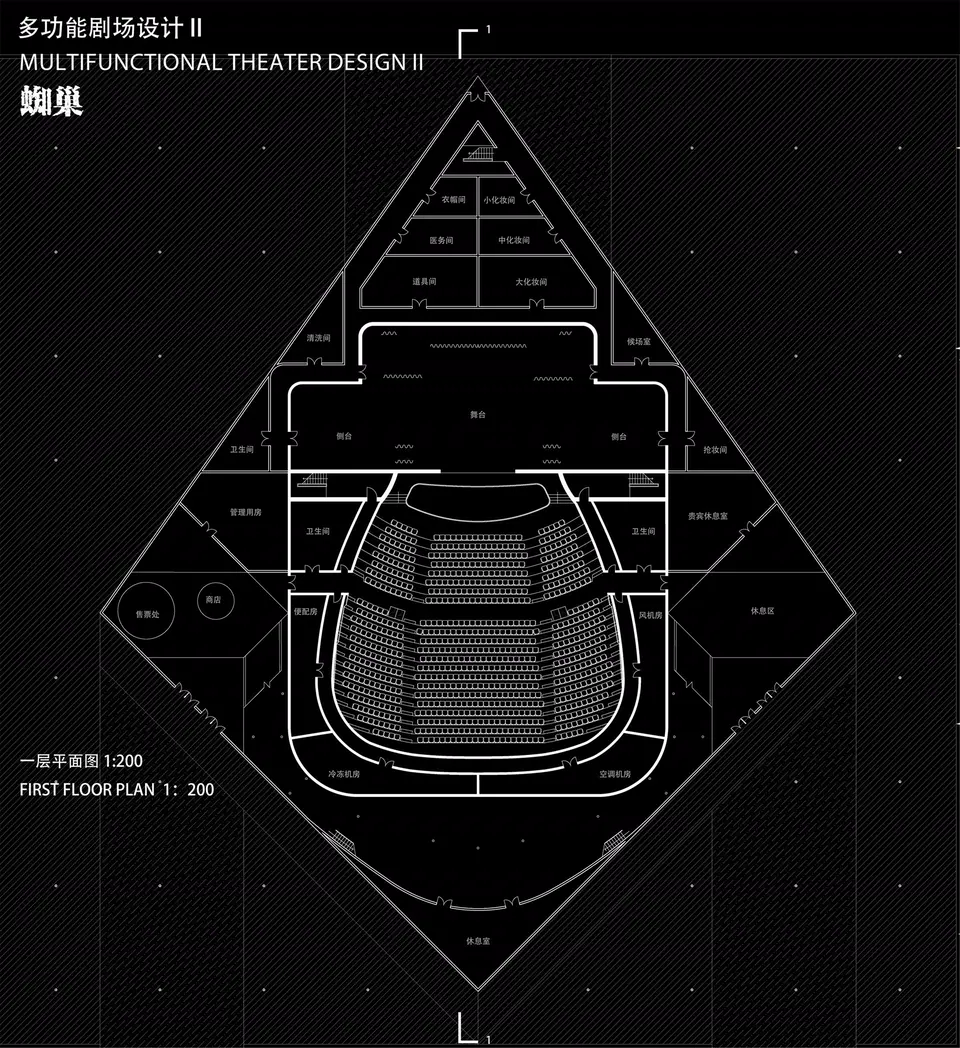 多功能剧场设计 II
1
MULTIFUNCTIONAL THEATER DESIGN II
蜘巢
衣帽间
小化妆间
医务间
中化妆间
道具间
大化妆间
清洗间
候场室
舞台
侧台
侧台
卫生间
抢妆间
管理用房
贵宾休息室
卫生间
卫生间
商店
售票处
便配房
风机房
休息区
一层平面图 1:200
冷冻机房
空调机房
FIRST FLOOR PLAN 1：200
休息室
1